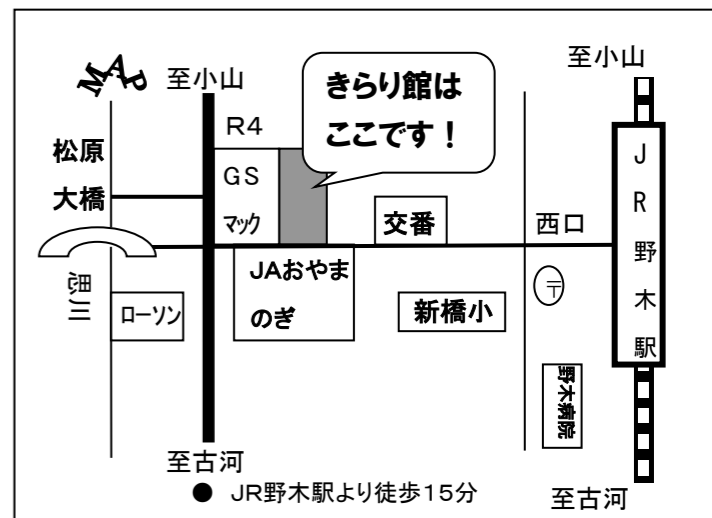 MAP
至小山
至小山
きらり館は
ここです！
R4
GS
マック
松原
大橋
交番
西口
JR野木駅
思川
ローソン
JAおやま
のぎ
新橋小
〒
野木病院
至古河
至古河
● JR野木駅より徒歩15分